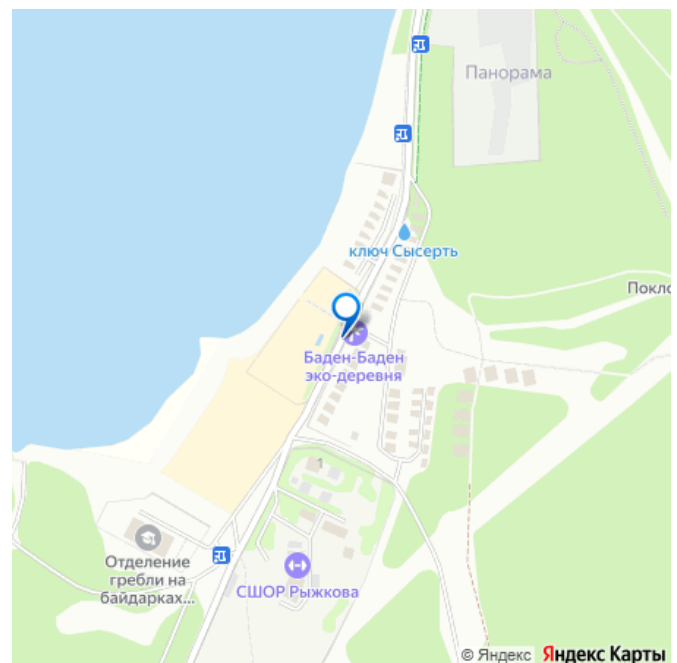 Панорама
ключ Сысерть
Покло
Баден-Баден
эко-деревня
1
Отделение
гребли на
байдарках...
СШОР Рыжкова
© Яндекс Яндекс Карты